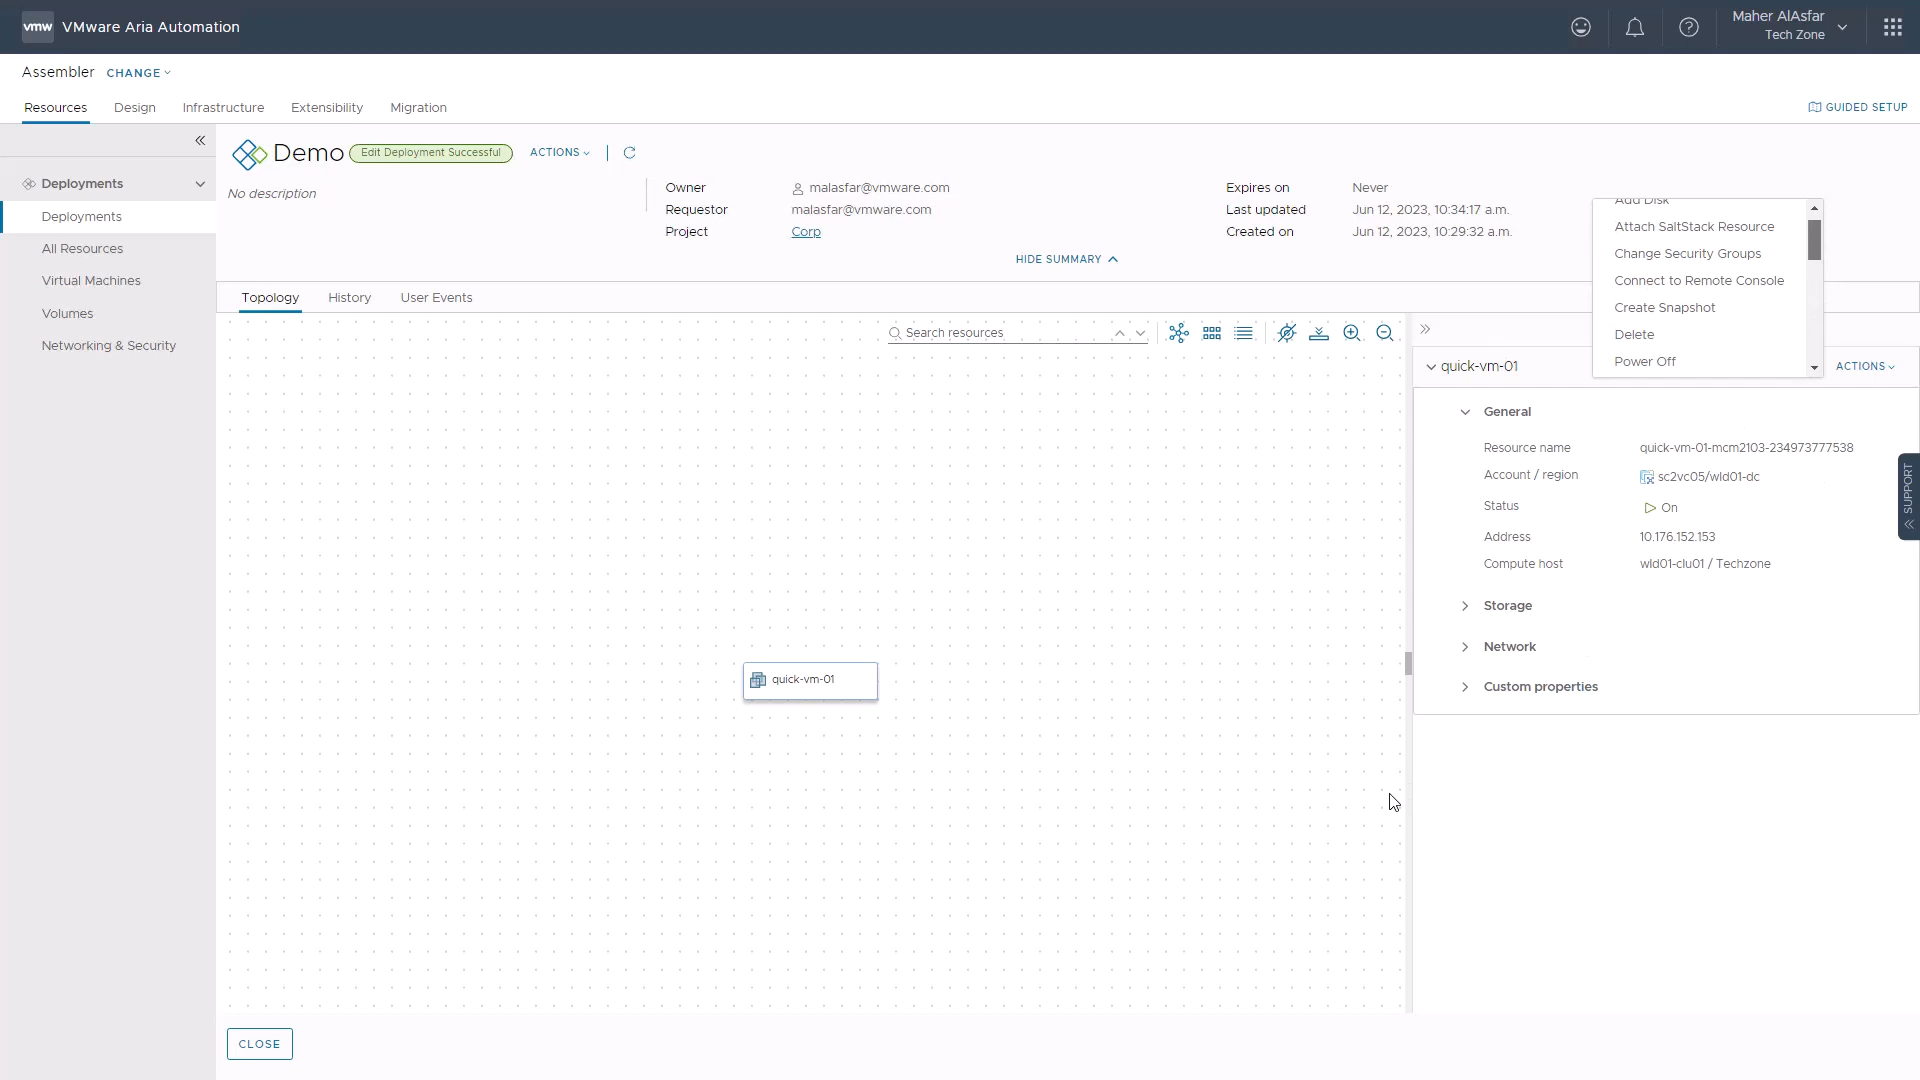 vmw VMware Aria Automation
Maher AlAsfar
Tech Zone
Assembler CHANGE
Resources Design Infrastructure Extensibility Migration
GUIDED SETUP
Deployments
Deployments
All Resources
Virtual Machines
Volumes
Networking & Security
Demo Edit Deployment Successful ACTIONS
No description
Owner malasfar@vmware.com
Requestor malasfar@vmware.com
Project Corp
Expires on Never
Last updated Jun 12, 2023, 10:34:17 a.m.
Created on Jun 12, 2023, 10:29:32 a.m.
HIDE SUMMARY
Topology History User Events
Search resources
Add Disk
Attach SaltStack Resource
Change Security Groups
Connect to Remote Console
Create Snapshot
Delete
Power Off
quick-vm-01 ACTIONS
General
Resource name quick-vm-01-mcm2103-234973777538
Account / region sc2vc05/wld01-dc
Status On
Address 10.176.152.153
Compute host wld01-clu01 / Techzone
Storage
Network
Custom properties
SUPPORT
quick-vm-01
CLOSE